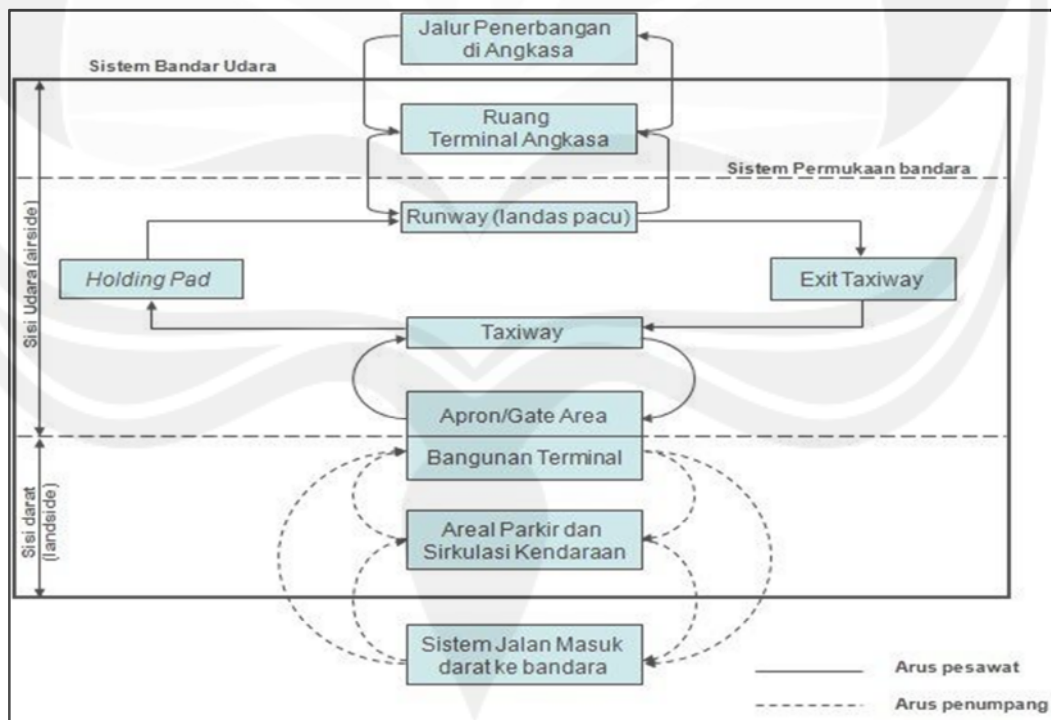 Jalur Penerbangan
di Angkasa
Sistem Bandar Udara
Ruang
Terminal Angkasa
Sistem Permukaan bandara
Runway (landas pacu)
Sisi Udara (airside)
Holding Pad
Exit Taxiway
Taxiway
Apron/Gate Area
Bangunan Terminal
Sisi darat
(landside)
Areal Parkir dan
Sirkulasi Kendaraan
Sistem Jalan Masuk
darat ke bandara
Arus pesawat
Arus penumpang